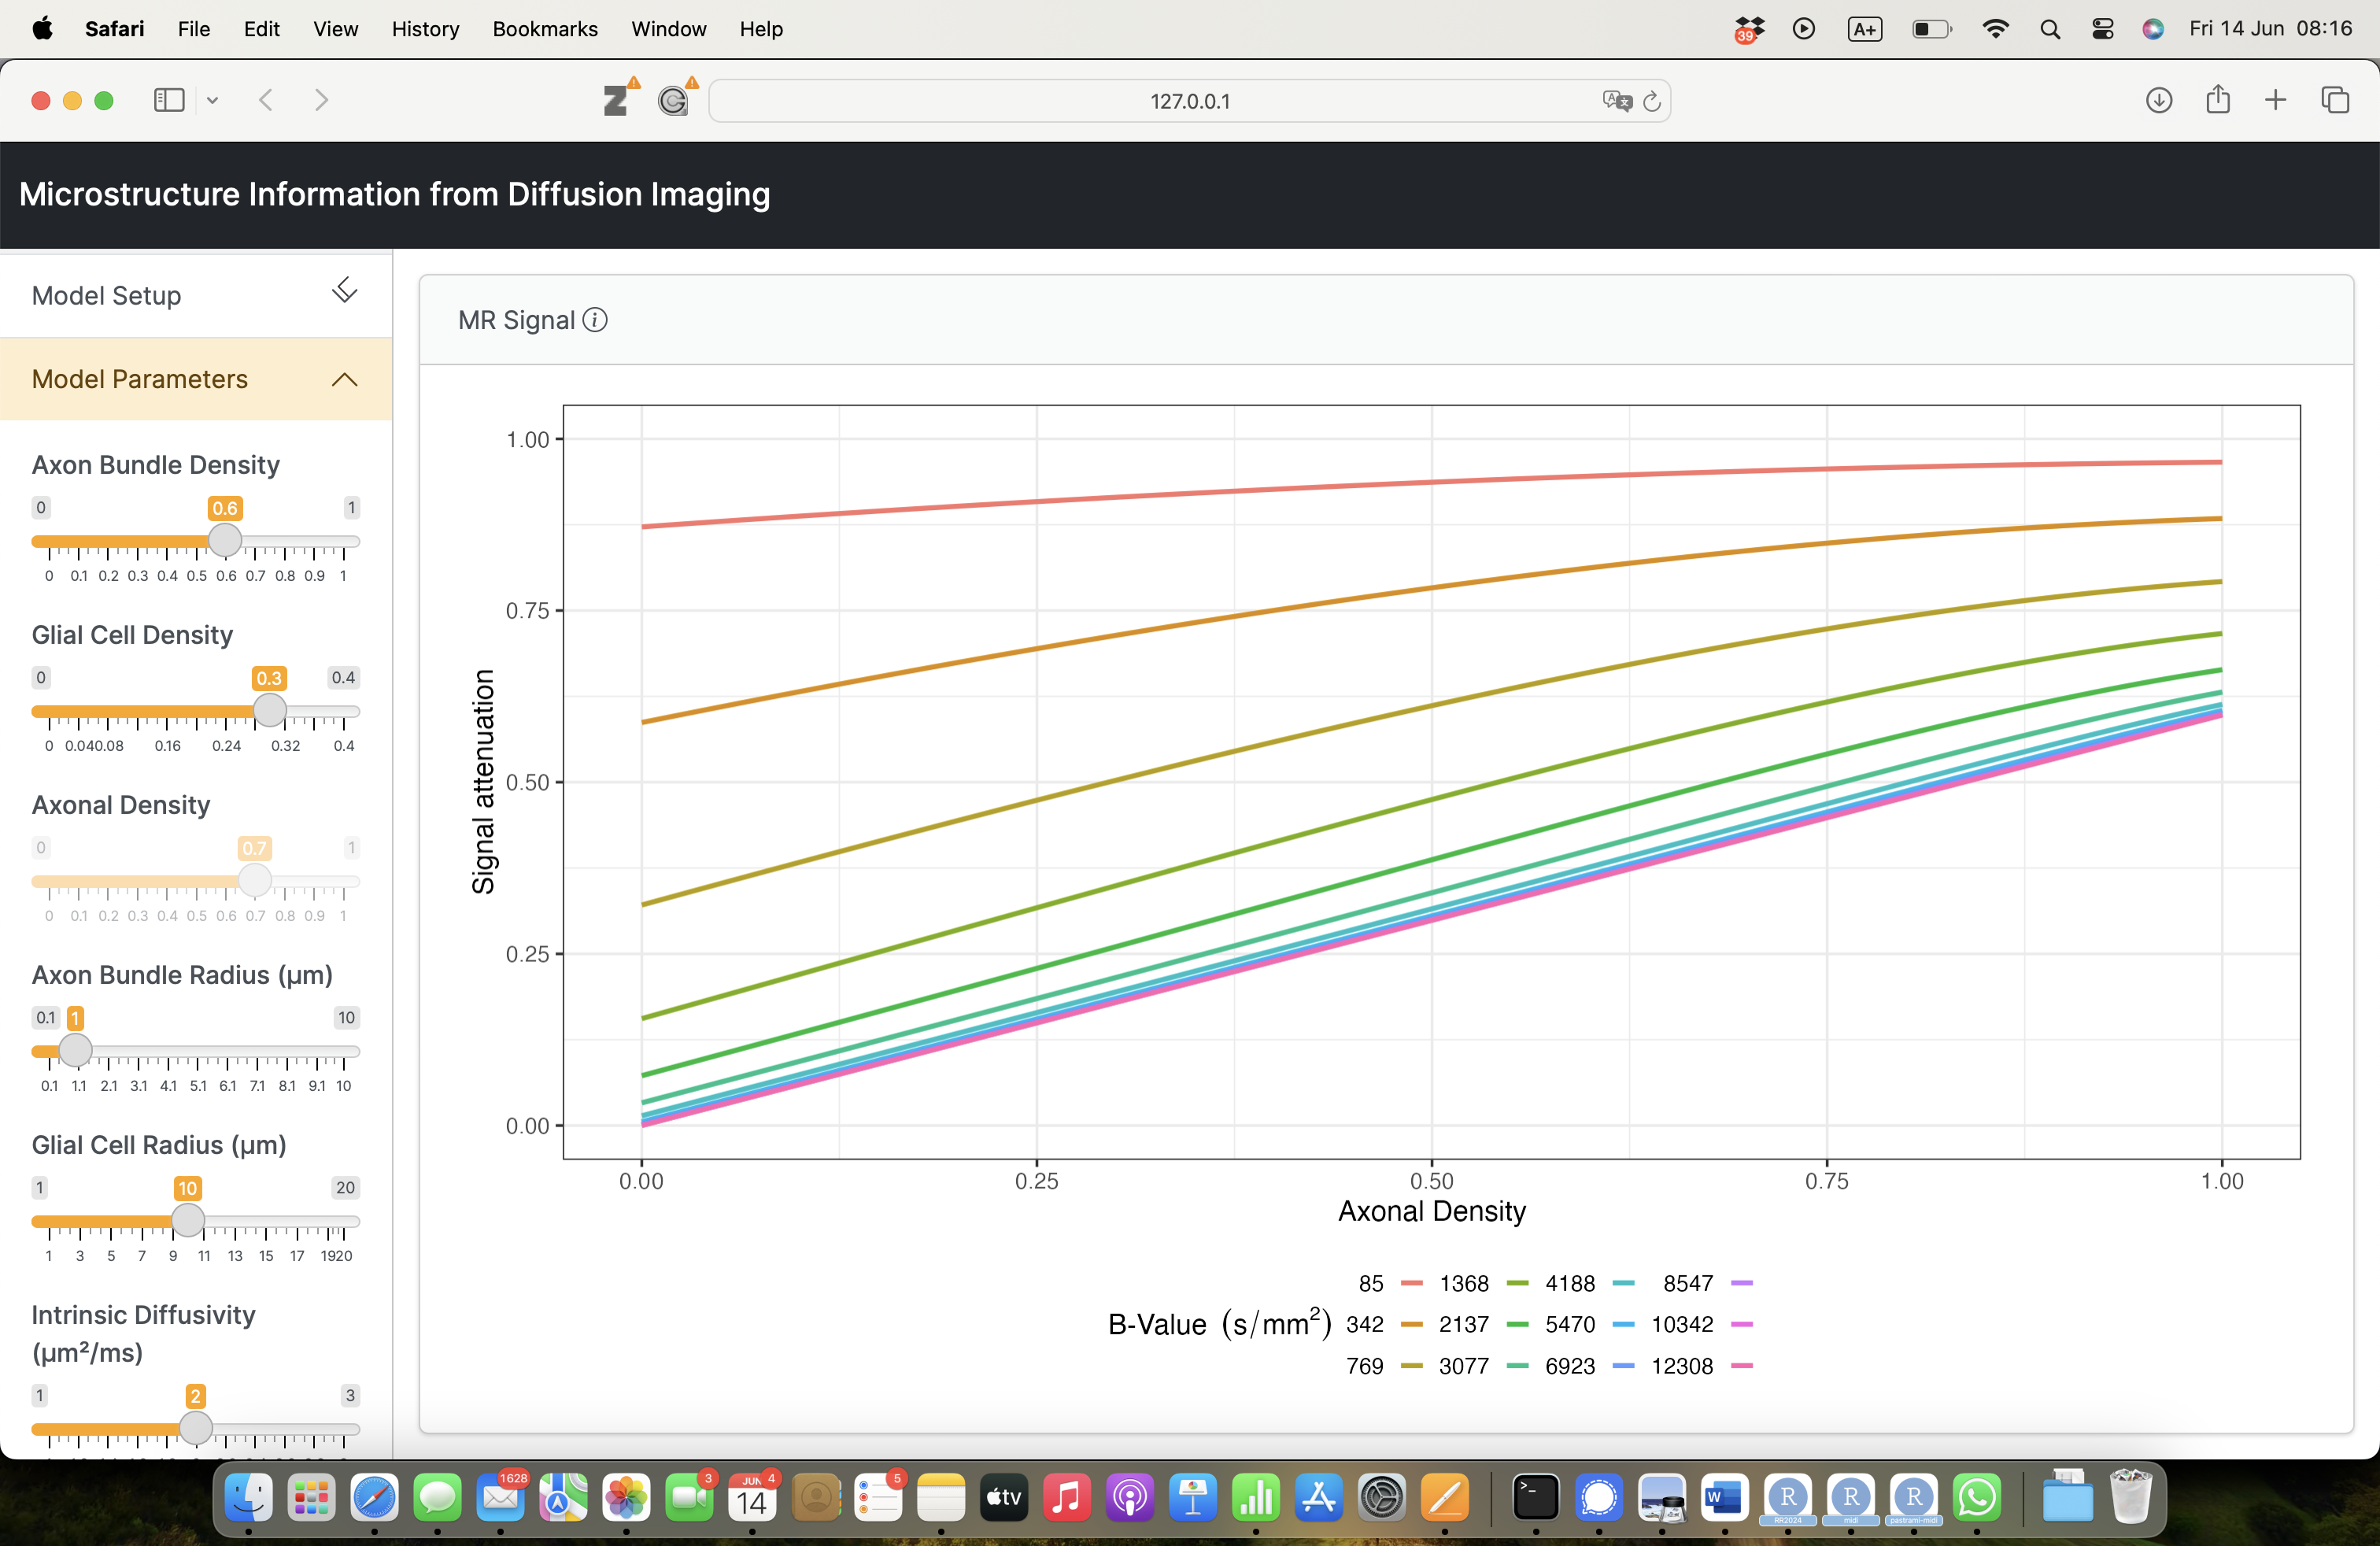 Safari File Edit View History Bookmarks Window Help 39 A+ Fri 14 Jun 08:16
127.0.0.1
Microstructure Information from Diffusion Imaging
Model Setup
Model Parameters
Axon Bundle Density
0 0.6 1
0 0.1 0.2 0.3 0.4 0.5 0.6 0.7 0.8 0.9 1
Glial Cell Density
0 0.3 0.4
0 0.04 0.08 0.16 0.24 0.32 0.4
Axonal Density
0 0.7 1
0 0.1 0.2 0.3 0.4 0.5 0.6 0.7 0.8 0.9 1
Axon Bundle Radius (µm)
0.1 1 10
0.1 1.1 2.1 3.1 4.1 5.1 6.1 7.1 8.1 9.1 10
Glial Cell Radius (µm)
1 10 20
1 3 5 7 9 11 13 15 17 19 20
Intrinsic Diffusivity
(µm²/ms)
1 2 3
MR Signal
1.00
0.75
0.50
0.25
0.00
Signal attenuation
0.00 0.25 0.50 0.75 1.00
Axonal Density
85 1368 4188 8547
B-Value (s/mm²) 342 2137 5470 10342
769 3077 6923 12308
1628 3 JUN 14 4 5 tv W R RR2024 R midi R pastrami-midi